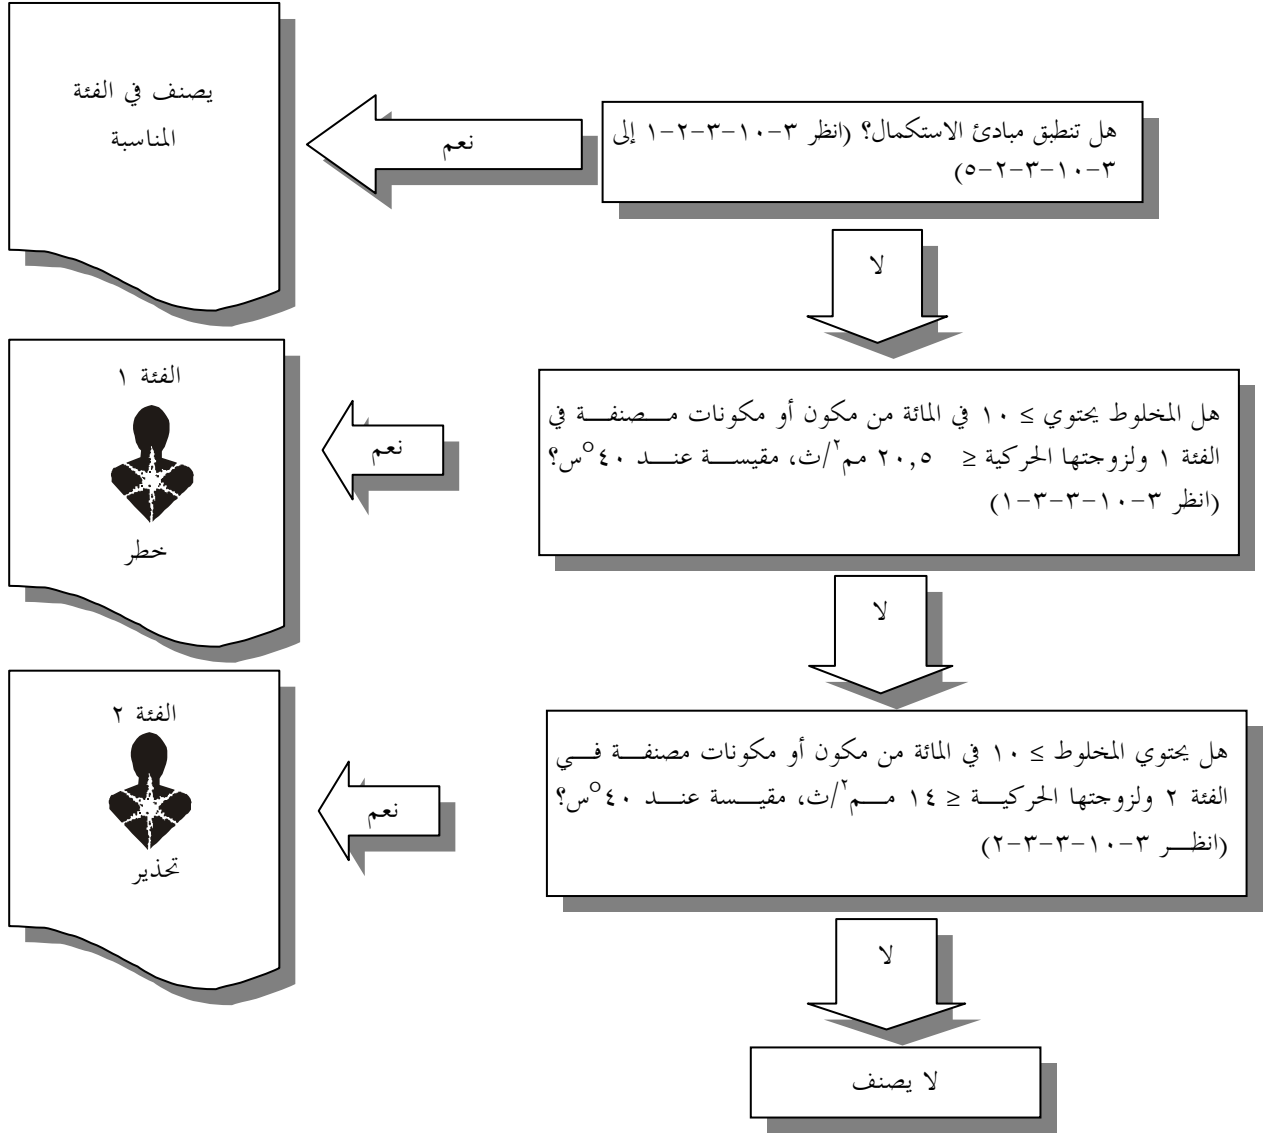 هل تنطبق مبادئ الاستكمال؟ (انظر ٣-١٠-٣-٢-١ إلى
٣-١٠-٣-٢-٥)
نعم
يصنف في الفئة
المناسبة
لا
هل المخلوط يحتوي ≥ ١٠ في المائة من مكون أو مكونات مصنفة في
الفئة ١ ولزوجتها الحركية ≤ ٢٠,٥ مم٢/ث، مقيسة عند ٤٠°س؟
(انظر ٣-١٠-٣-٣-١)
نعم
الفئة ١
خطر
لا
هل يحتوي المخلوط ≥ ١٠ في المائة من مكون أو مكونات مصنفة في
الفئة ٢ ولزوجتها الحركية ≤ ١٤ مم٢/ث، مقيسة عند ٤٠°س؟
(انظر ٣-١٠-٣-٣-٢)
نعم
الفئة ٢
تحذير
لا
لا يصنف